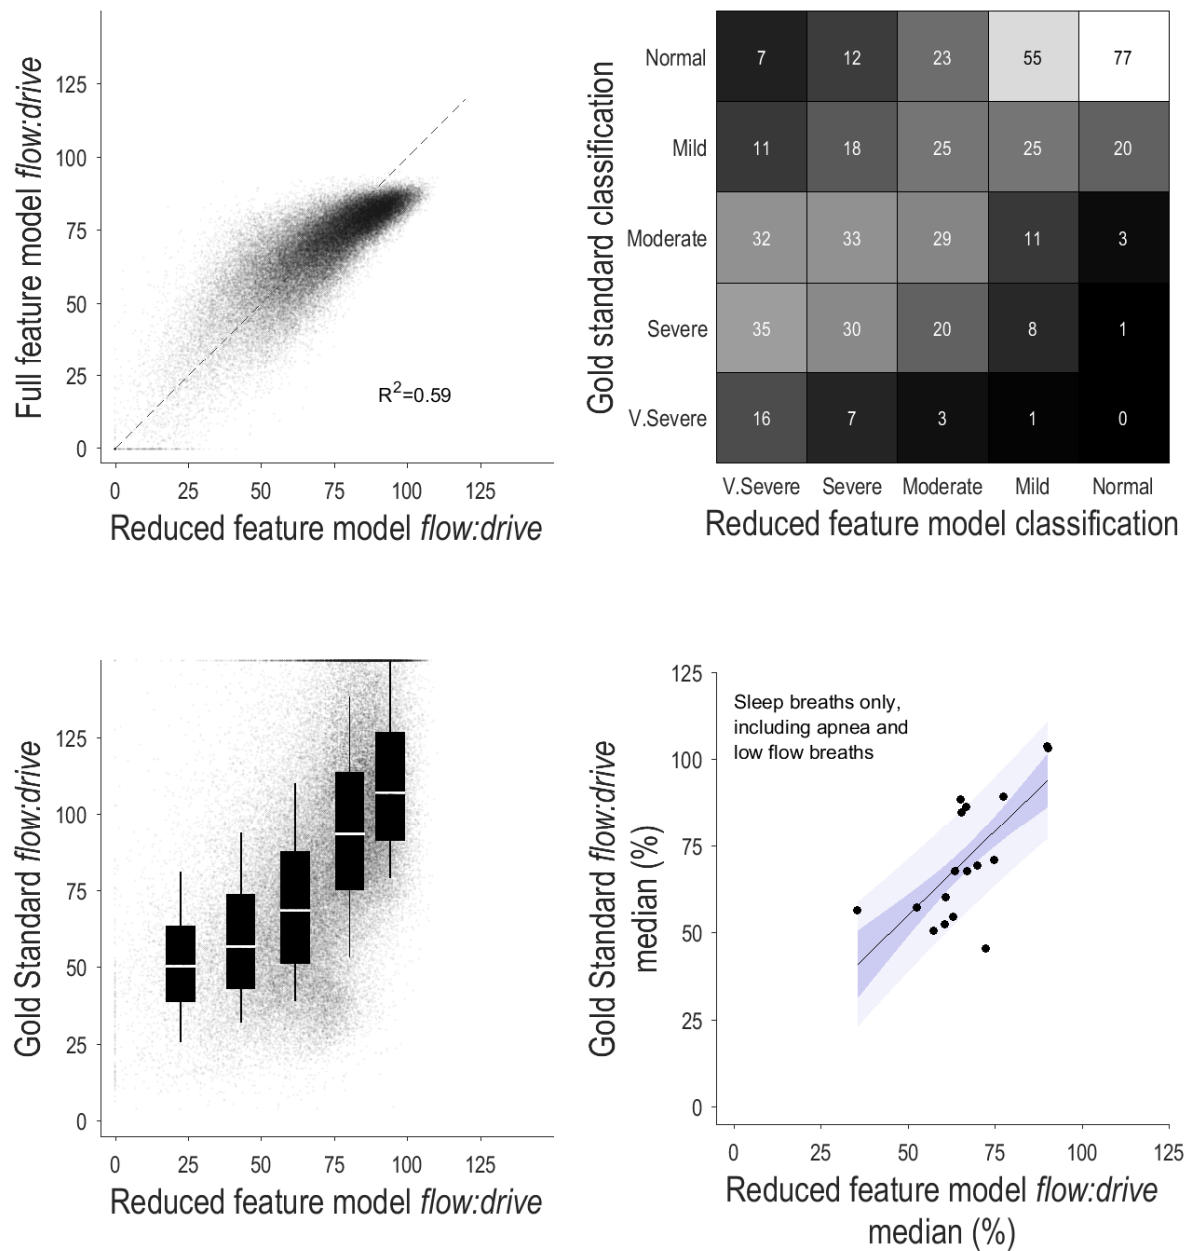 Full feature model flow:drive
125
100
75
50
25
0
R²=0.59
0 25 50 75 100 125
Reduced feature model flow:drive
Gold standard classification
Normal 7 12 23 55 77
Mild 11 18 25 25 20
Moderate 32 33 29 11 3
Severe 35 30 20 8 1
V.Severe 16 7 3 1 0
V.Severe Severe Moderate Mild Normal
Reduced feature model classification
Gold Standard flow:drive
125
100
75
50
25
0
0 25 50 75 100 125
Reduced feature model flow:drive
Gold Standard flow:drive
median (%)
125
100
75
50
25
0
Sleep breaths only,
including apnea and
low flow breaths
0 25 50 75 100 125
Reduced feature model flow:drive
median (%)